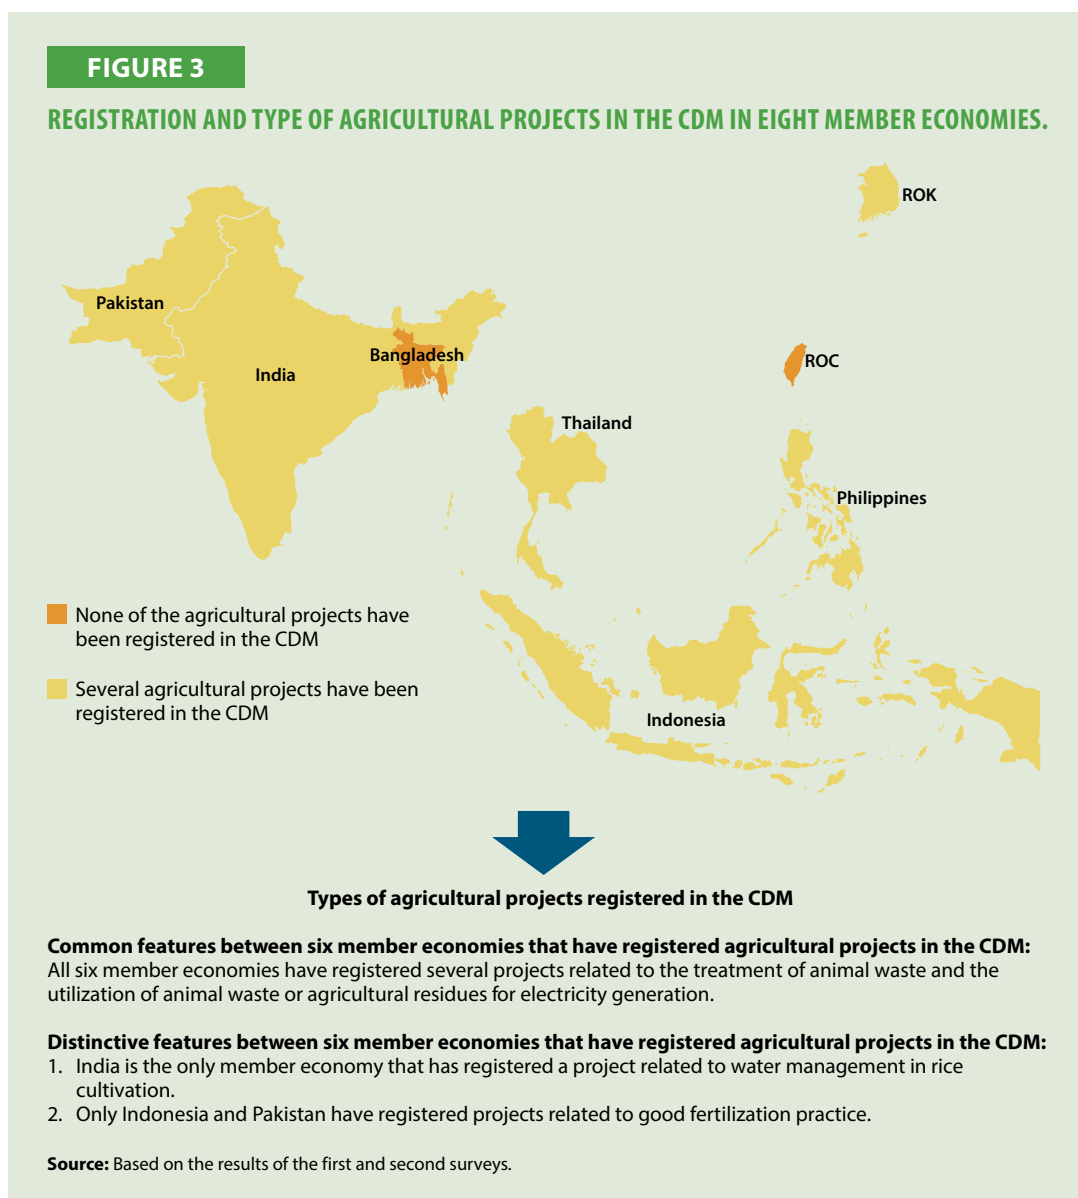 FIGURE 3
REGISTRATION AND TYPE OF AGRICULTURAL PROJECTS IN THE CDM IN EIGHT MEMBER ECONOMIES.
ROK
Pakistan
Bangladesh
ROC
India
Thailand
Philippines
None of the agricultural projects have
been registered in the CDM
Several agricultural projects have been
registered in the CDM
Indonesia
Types of agricultural projects registered in the CDM
Common features between six member economies that have registered agricultural projects in the CDM:
All six member economies have registered several projects related to the treatment of animal waste and the
utilization of animal waste or agricultural residues for electricity generation.
Distinctive features between six member economies that have registered agricultural projects in the CDM:
1. India is the only member economy that has registered a project related to water management in rice
cultivation.
2. Only Indonesia and Pakistan have registered projects related to good fertilization practice.
Source: Based on the results of the first and second surveys.